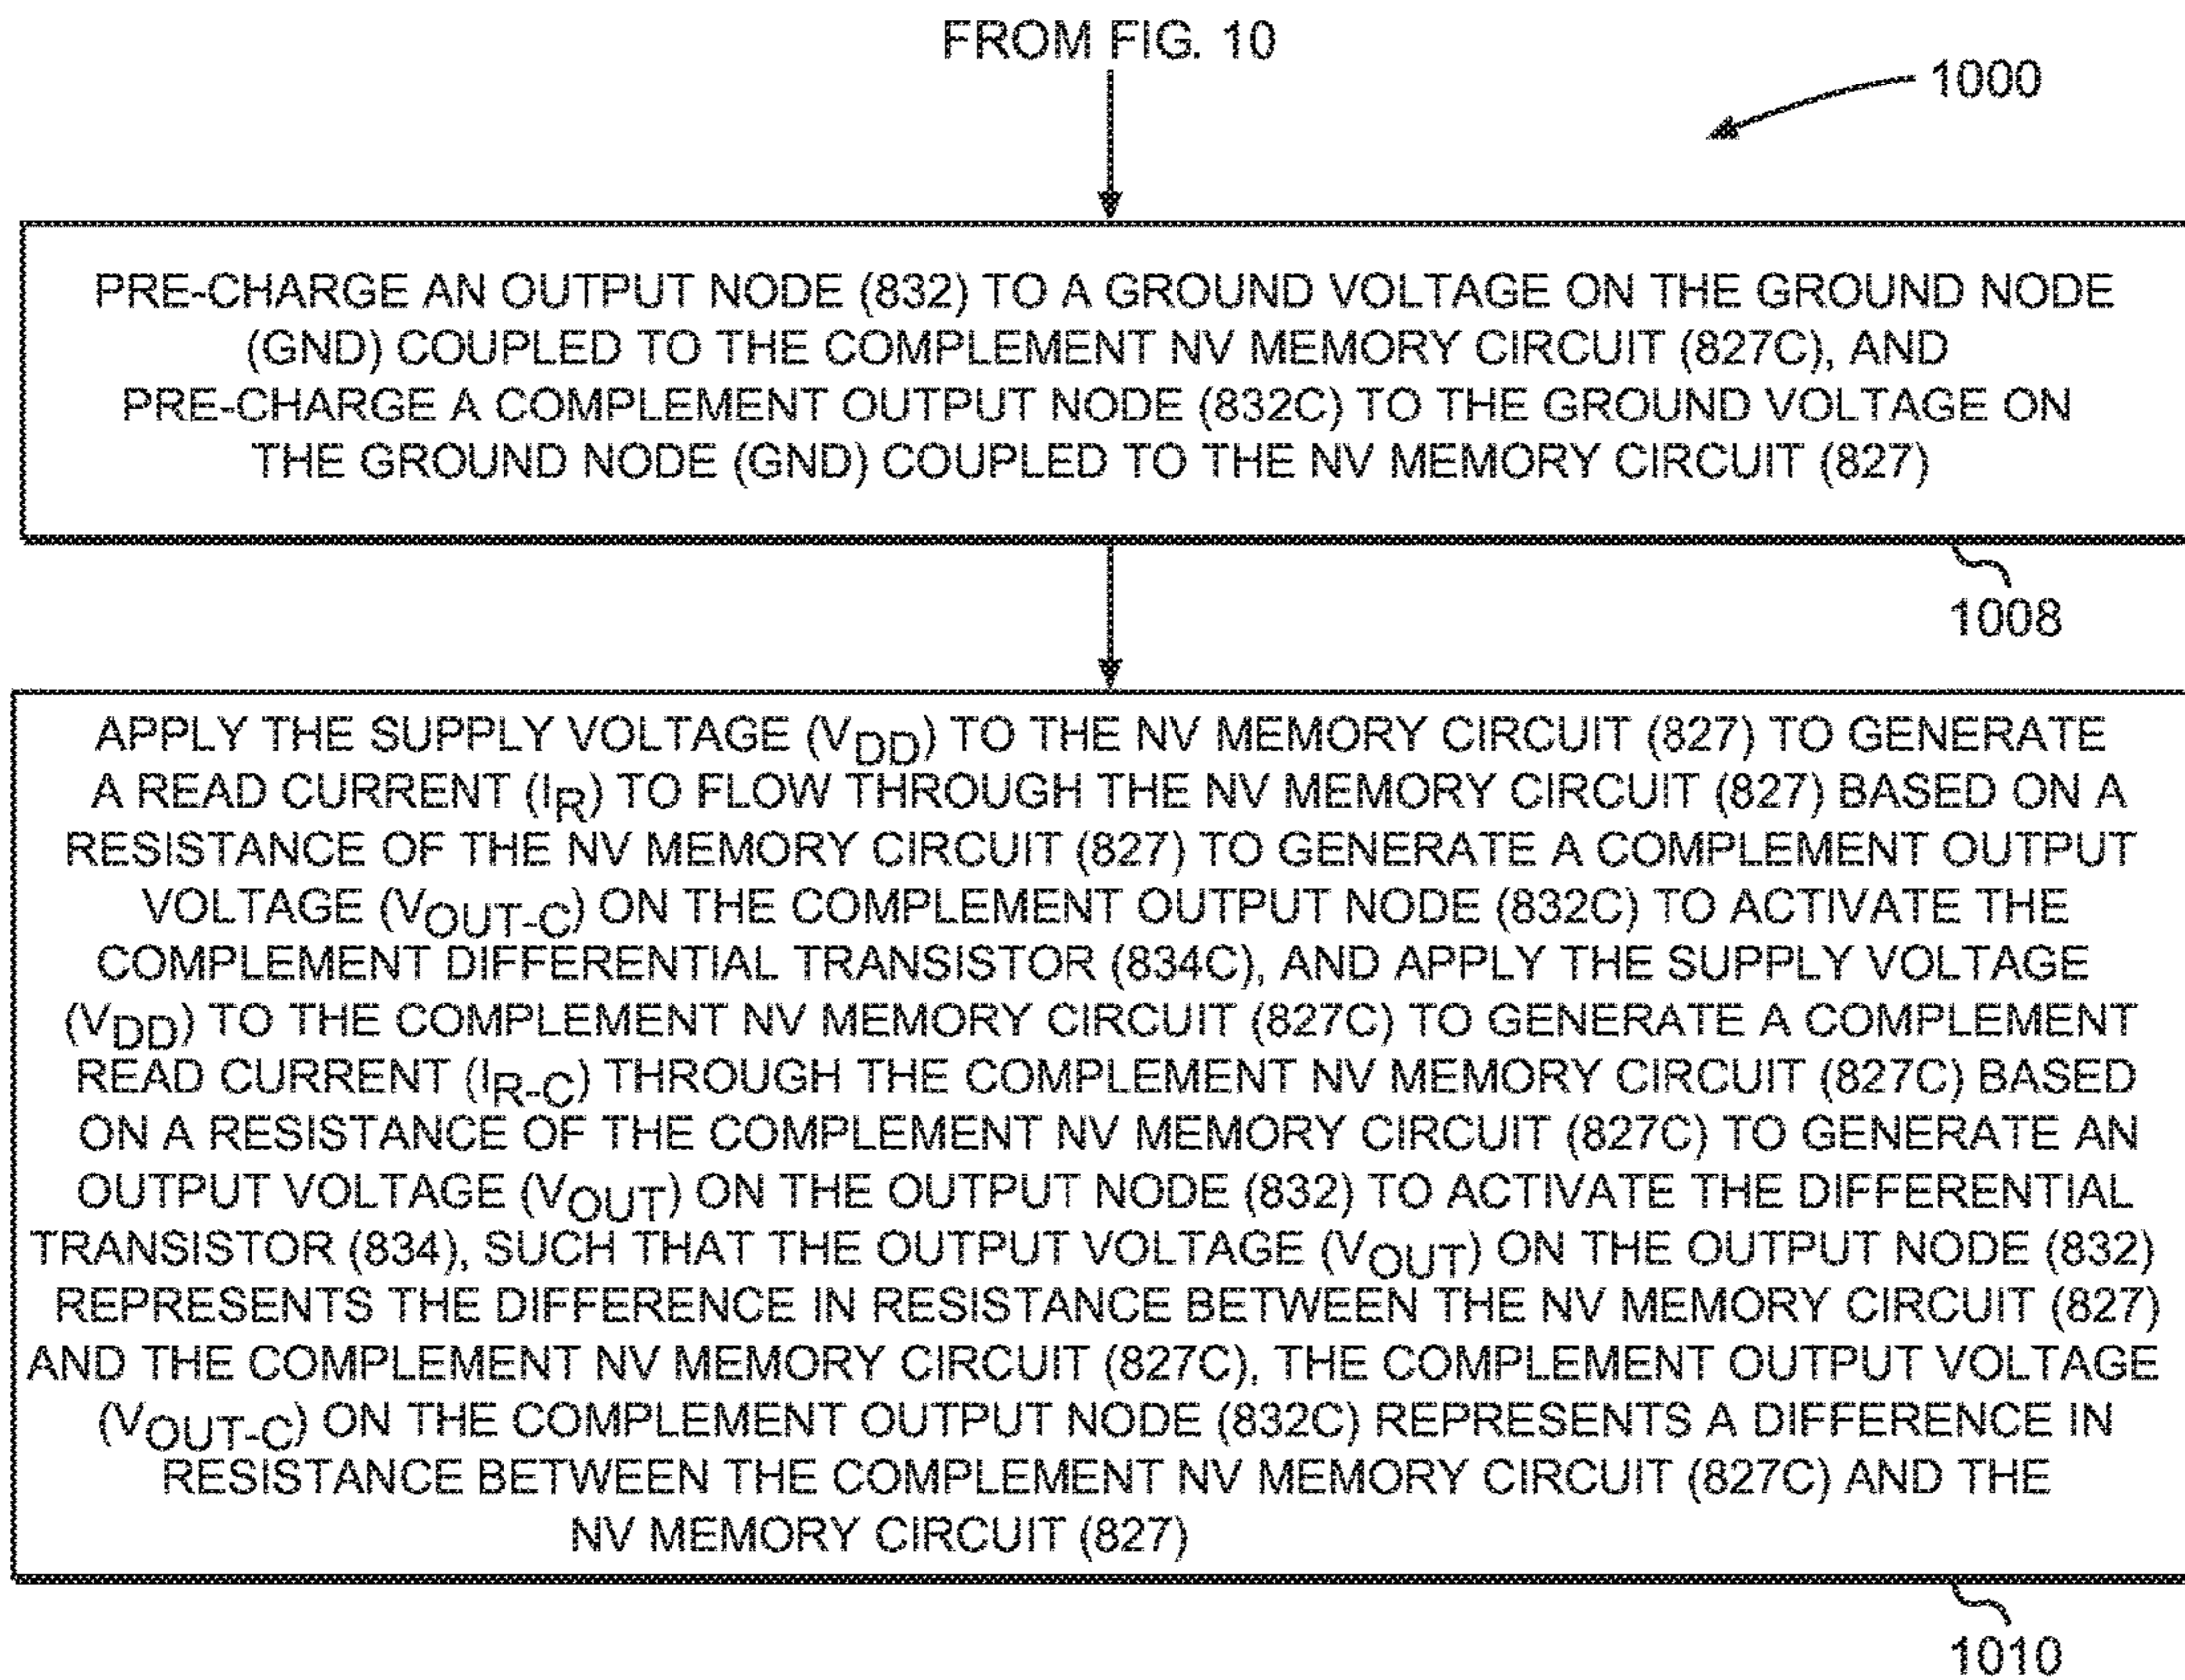 FROM FIG. 10
1000
PRE-CHARGE AN OUTPUT NODE (832) TO A GROUND VOLTAGE ON THE GROUND NODE
(GND) COUPLED TO THE COMPLEMENT NV MEMORY CIRCUIT (827C), AND
PRE-CHARGE A COMPLEMENT OUTPUT NODE (832C) TO THE GROUND VOLTAGE ON
THE GROUND NODE (GND) COUPLED TO THE NV MEMORY CIRCUIT (827)
1008
APPLY THE SUPPLY VOLTAGE (VDD) TO THE NV MEMORY CIRCUIT (827) TO GENERATE
A READ CURRENT (IR) TO FLOW THROUGH THE NV MEMORY CIRCUIT (827) BASED ON A
RESISTANCE OF THE NV MEMORY CIRCUIT (827) TO GENERATE A COMPLEMENT OUTPUT
VOLTAGE (VOUT-C) ON THE COMPLEMENT OUTPUT NODE (832C) TO ACTIVATE THE
COMPLEMENT DIFFERENTIAL TRANSISTOR (834C), AND APPLY THE SUPPLY VOLTAGE
(VDD) TO THE COMPLEMENT NV MEMORY CIRCUIT (827C) TO GENERATE A COMPLEMENT
READ CURRENT (IR-C) THROUGH THE COMPLEMENT NV MEMORY CIRCUIT (827C) BASED
ON A RESISTANCE OF THE COMPLEMENT NV MEMORY CIRCUIT (827C) TO GENERATE AN
OUTPUT VOLTAGE (VOUT) ON THE OUTPUT NODE (832) TO ACTIVATE THE DIFFERENTIAL
TRANSISTOR (834), SUCH THAT THE OUTPUT VOLTAGE (VOUT) ON THE OUTPUT NODE (832)
REPRESENTS THE DIFFERENCE IN RESISTANCE BETWEEN THE NV MEMORY CIRCUIT (827)
AND THE COMPLEMENT NV MEMORY CIRCUIT (827C), THE COMPLEMENT OUTPUT VOLTAGE
(VOUT-C) ON THE COMPLEMENT OUTPUT NODE (832C) REPRESENTS A DIFFERENCE IN
RESISTANCE BETWEEN THE COMPLEMENT NV MEMORY CIRCUIT (827C) AND THE
NV MEMORY CIRCUIT (827)
1010